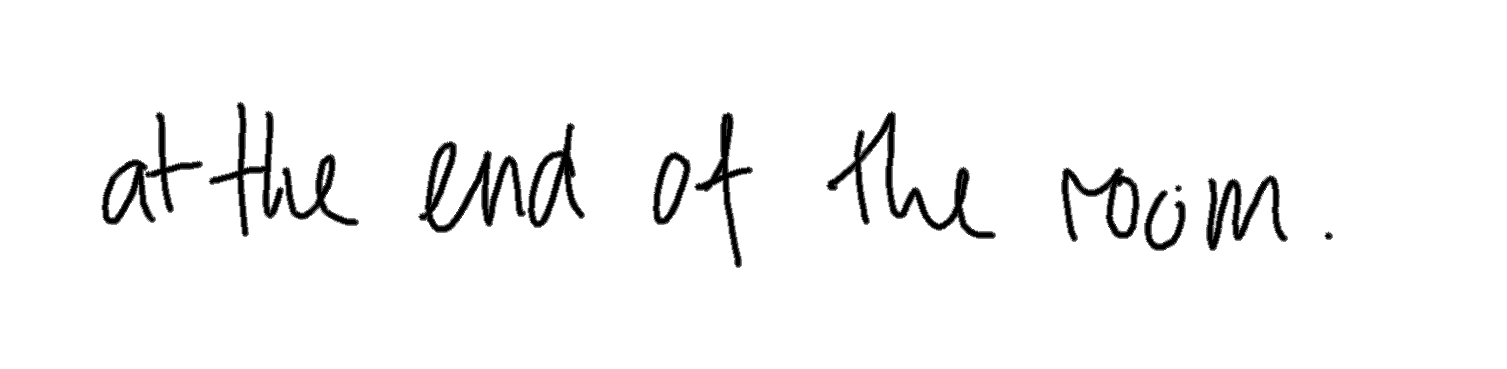 at the end of the room.